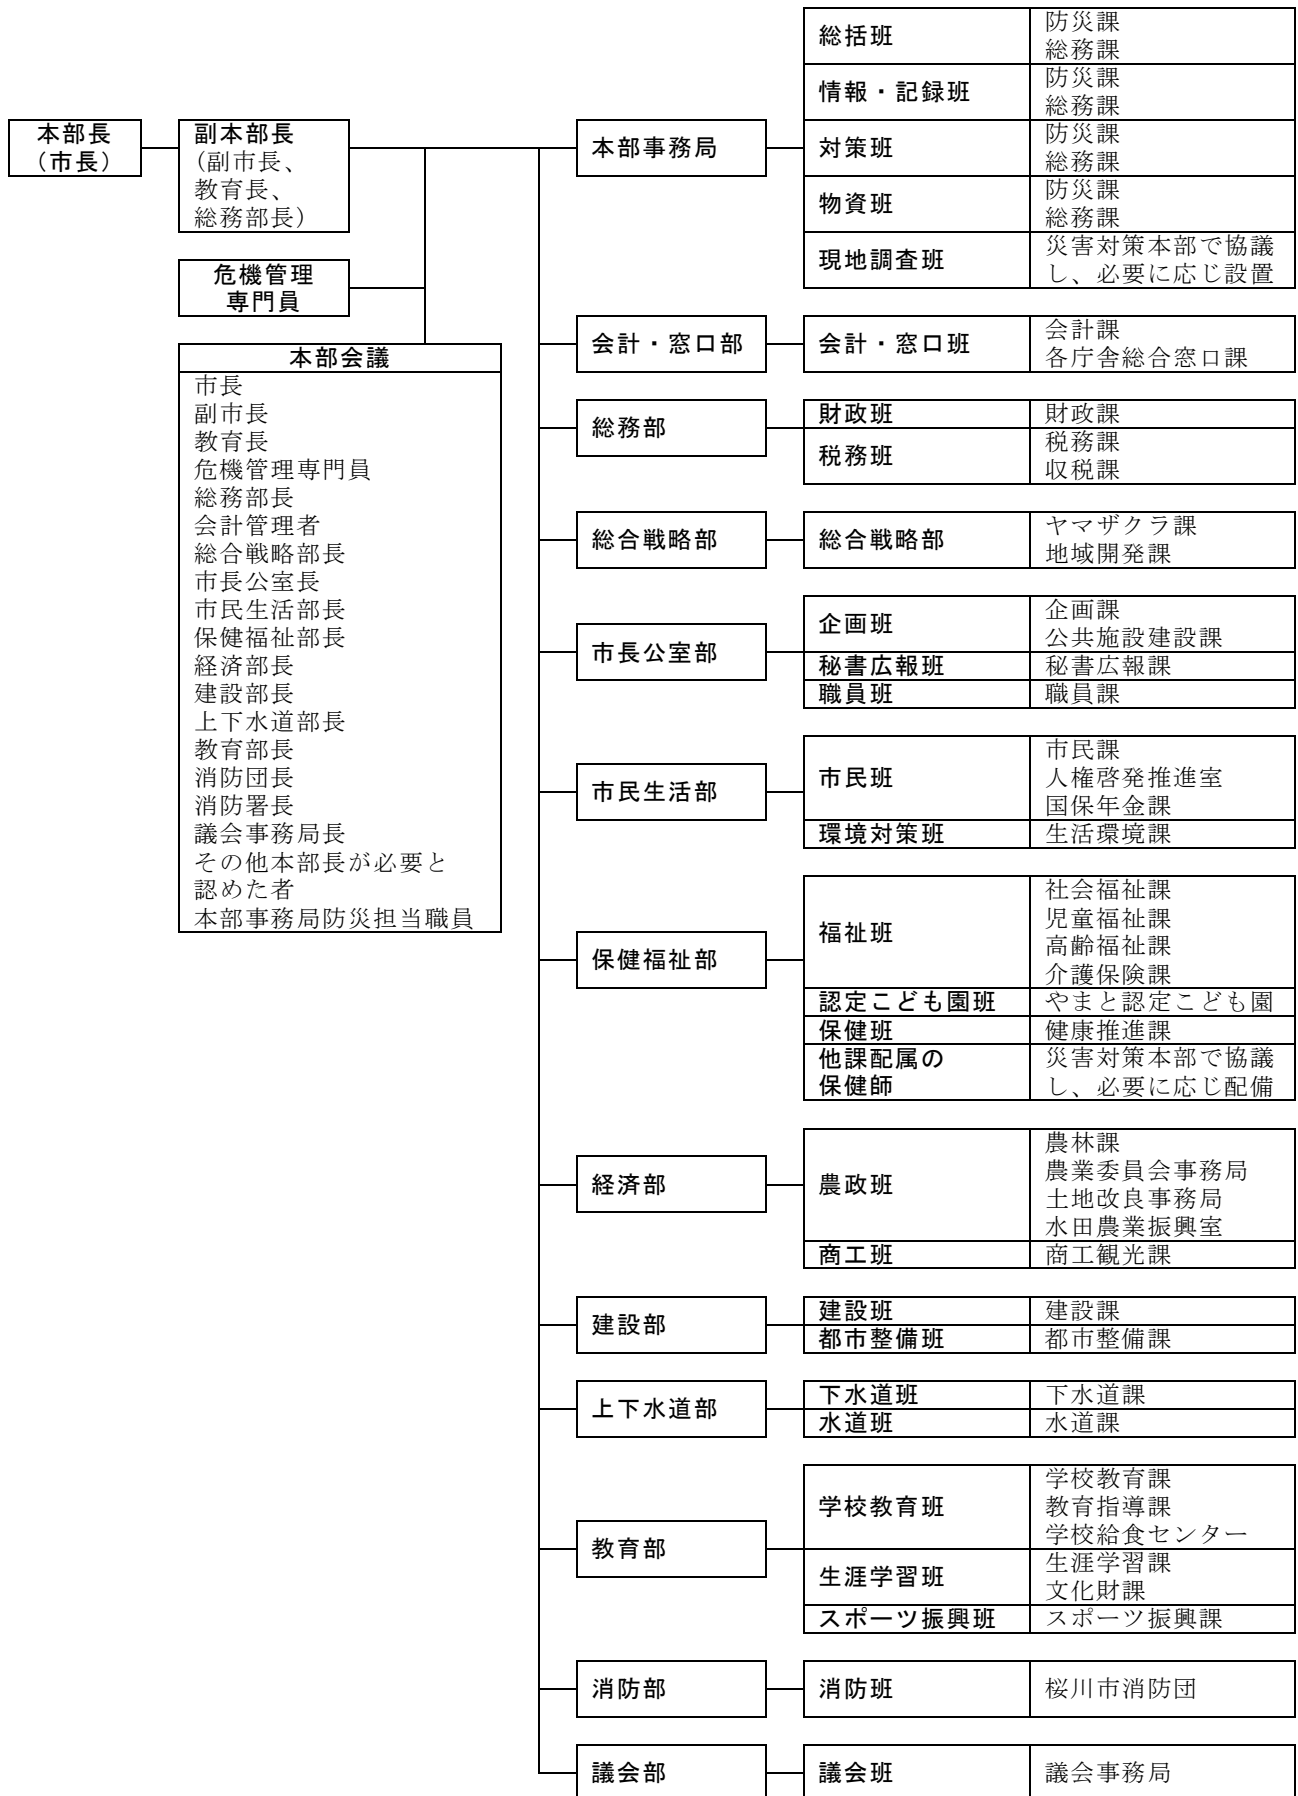 本部長
（市長）
副本部長
(副市長、
教育長、
総務部長)
危機管理
専門員
本部会議
市長
副市長
教育長
危機管理専門員
総務部長
会計管理者
総合戦略部長
市長公室長
市民生活部長
保健福祉部長
経済部長
建設部長
上下水道部長
教育部長
消防団長
消防署長
議会事務局長
その他本部長が必要と
認めた者
本部事務局防災担当職員
本部事務局
総括班
防災課
総務課
情報・記録班
防災課
総務課
対策班
防災課
総務課
物資班
防災課
総務課
現地調査班
災害対策本部で協議
し、必要に応じ設置
会計・窓口部
会計・窓口班
会計課
各庁舎総合窓口課
総務部
財政班
財政課
税務班
税務課
収税課
総合戦略部
総合戦略部
ヤマザクラ課
地域開発課
市長公室部
企画班
企画課
公共施設建設課
秘書広報班
秘書広報課
職員班
職員課
市民生活部
市民班
市民課
人権啓発推進室
国保年金課
環境対策班
生活環境課
保健福祉部
福祉班
社会福祉課
児童福祉課
高齢福祉課
介護保険課
認定こども園班
やまと認定こども園
保健班
健康推進課
他課配属の
保健師
災害対策本部で協議
し、必要に応じ配備
経済部
農政班
農林課
農業委員会事務局
土地改良事務局
水田農業振興室
商工班
商工観光課
建設部
建設班
建設課
都市整備班
都市整備課
上下水道部
下水道班
下水道課
水道班
水道課
教育部
学校教育班
学校教育課
教育指導課
学校給食センター
生涯学習班
生涯学習課
文化財課
スポーツ振興班
スポーツ振興課
消防部
消防班
桜川市消防団
議会部
議会班
議会事務局